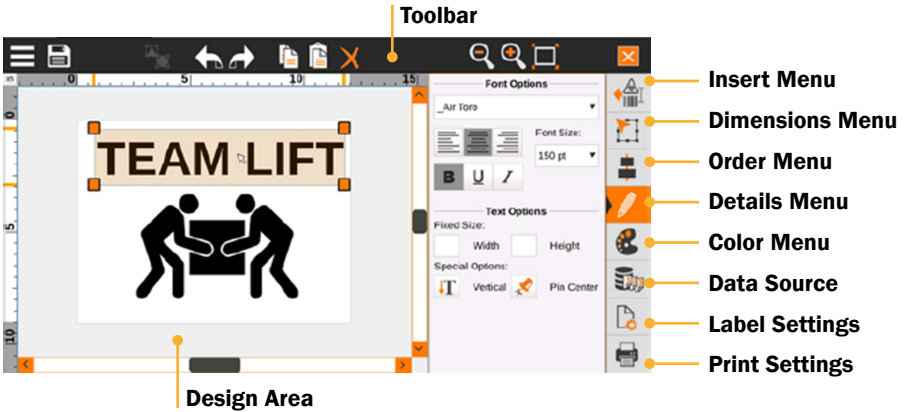 Toolbar
in 0 5 10 15
0
5
10
TEAM LIFT
Font Options
_Air Toro
Font Size:
150 pt
B U I
Text Options
Fixed Size:
Width Height
Special Options:
T Vertical Pin Center
Insert Menu
Dimensions Menu
Order Menu
Details Menu
Color Menu
Data Source
Label Settings
Print Settings
Design Area